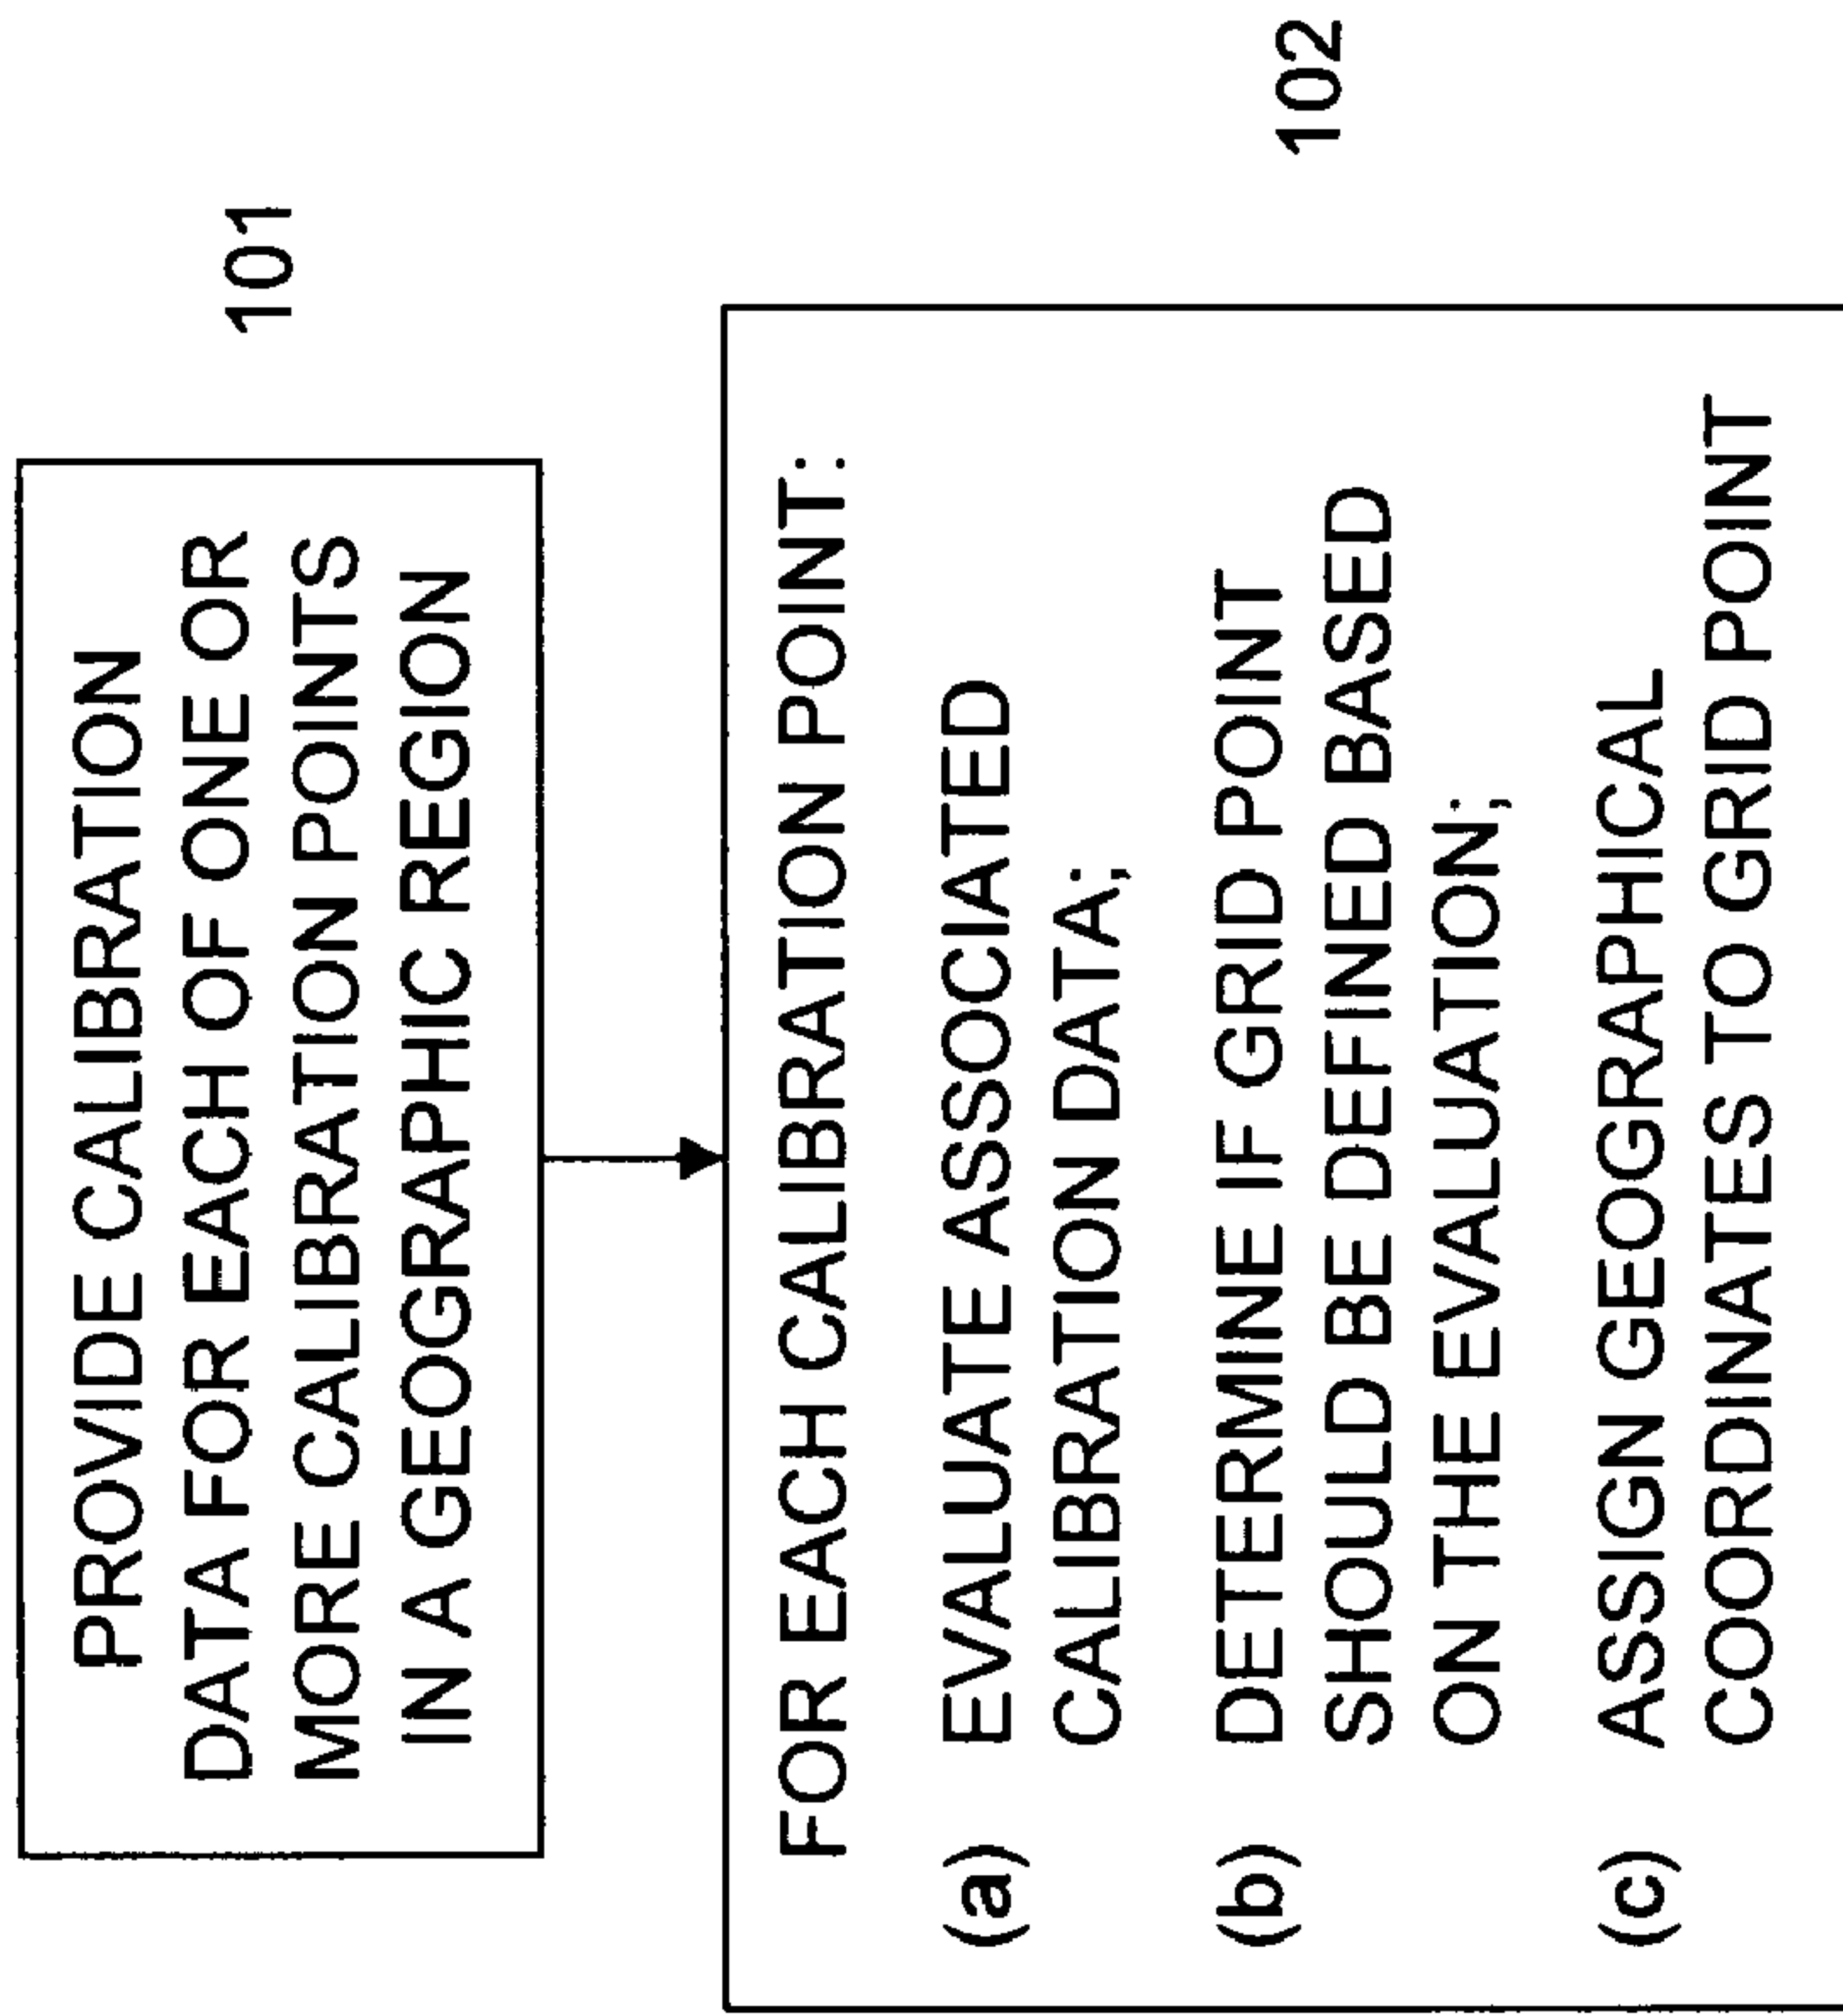 PROVIDE CALIBRATION
DATA FOR EACH OF ONE OR
MORE CALIBRATION POINTS
IN A GEOGRAPHIC REGION
101
FOR EACH CALIBRATION POINT:
(a) EVALUATE ASSOCIATED
CALIBRATION DATA;
(b) DETERMINE IF GRID POINT
SHOULD BE DEFINED BASED
ON THE EVALUATION;
(c) ASSIGN GEOGRAPHICAL
COORDINATES TO GRID POINT
102